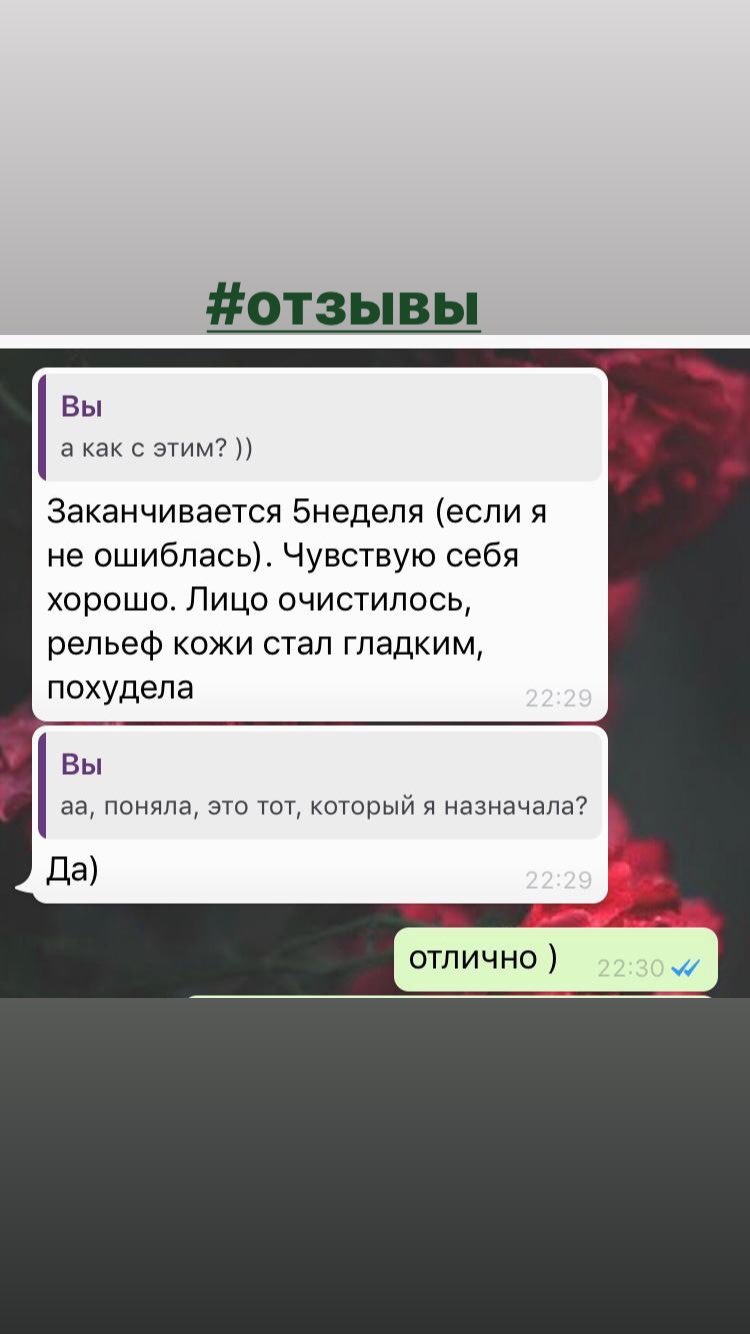 #отзывы
Вы
а как с этим? ))
Заканчивается 5неделя (если я
не ошиблась). Чувствую себя
хорошо. Лицо очистилось,
рельеф кожи стал гладким,
похудела
22:29
Вы
аа, поняла, это тот, который я назначала?
Да)
22:29
отлично )
22:30